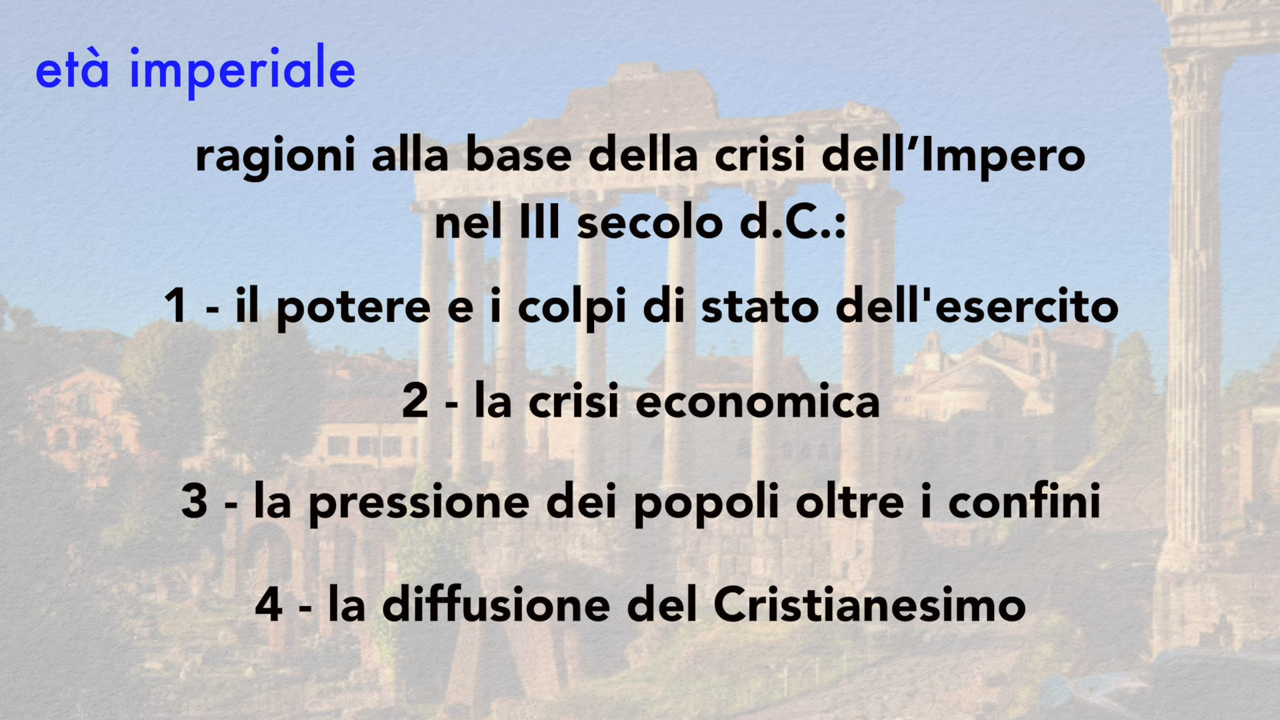 età imperiale
ragioni alla base della crisi dell’Impero
nel III secolo d.C.:
1 - il potere e i colpi di stato dell'esercito
2 - la crisi economica
3 - la pressione dei popoli oltre i confini
4 - la diffusione del Cristianesimo